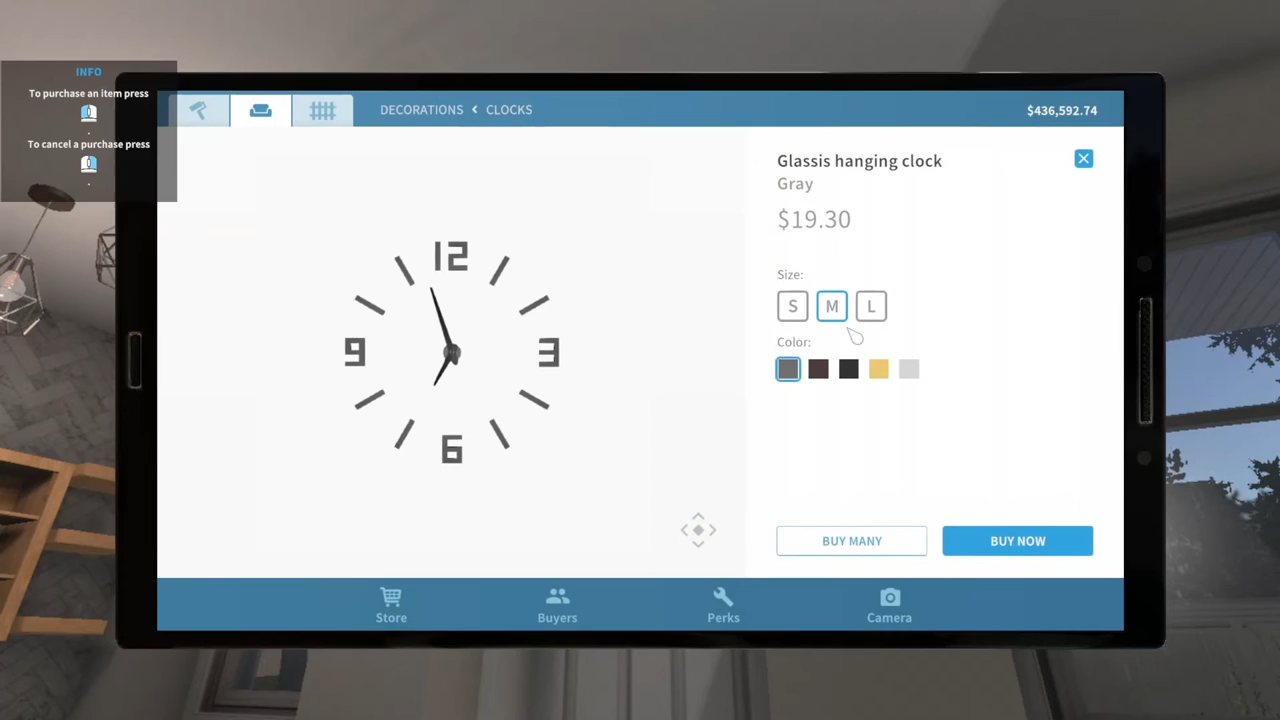 INFO
To purchase an item press
.
To cancel a purchase press
.
DECORATIONS < CLOCKS
$436,592.74
12
9
3
6
Glassis hanging clock
Gray
$19.30
Size:
S M L
Color:
BUY MANY
BUY NOW
Store
Buyers
Perks
Camera